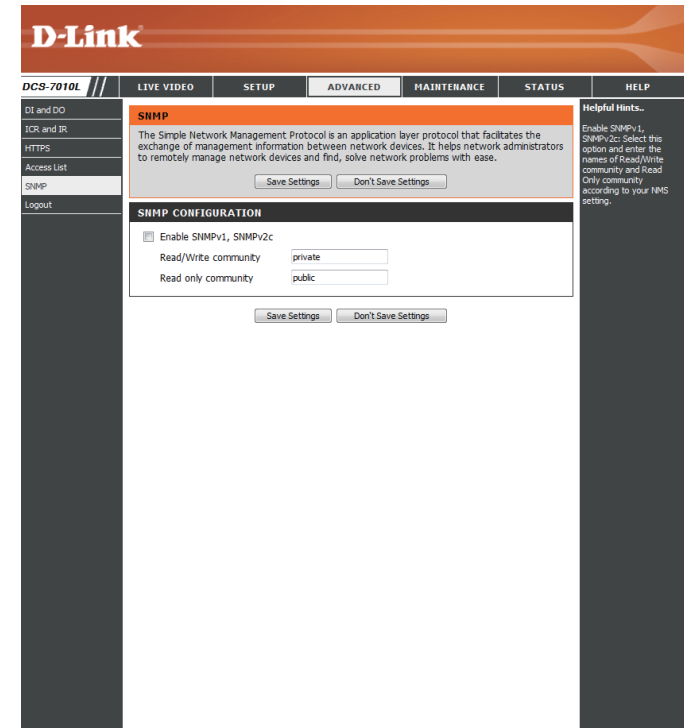 D-Link
DCS-7010L
LIVE VIDEO SETUP ADVANCED MAINTENANCE STATUS HELP
DI and DO
ICR and IR
HTTPS
Access List
SNMP
Logout
SNMP
The Simple Network Management Protocol is an application layer protocol that facilitates the
exchange of management information between network devices. It helps network administrators
to remotely manage network devices and find, solve network problems with ease.
Save Settings Don't Save Settings
SNMP CONFIGURATION
Enable SNMPv1, SNMPv2c
Read/Write community private
Read only community public
Save Settings Don't Save Settings
Helpful Hints..
Enable SNMPv1,
SNMPv2c: Select this
option and enter the
names of Read/Write
community and Read
Only community
according to your NMS
setting.